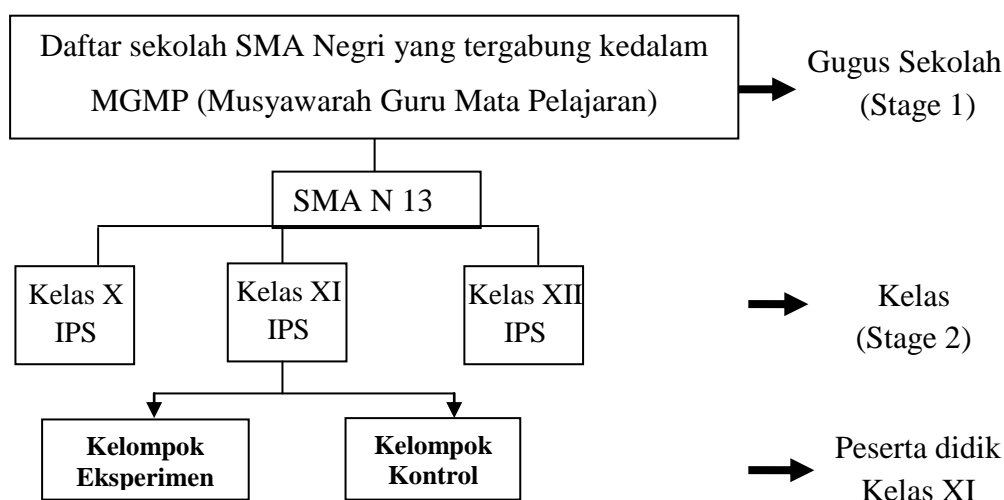 Daftar sekolah SMA Negri yang tergabung kedalam
MGMP (Musyawarah Guru Mata Pelajaran)
Gugus Sekolah
(Stage 1)
SMA N 13
Kelas X
IPS
Kelas XI
IPS
Kelas XII
IPS
Kelas
(Stage 2)
Kelompok
Eksperimen
Kelompok
Kontrol
Peserta didik
Kelas XI